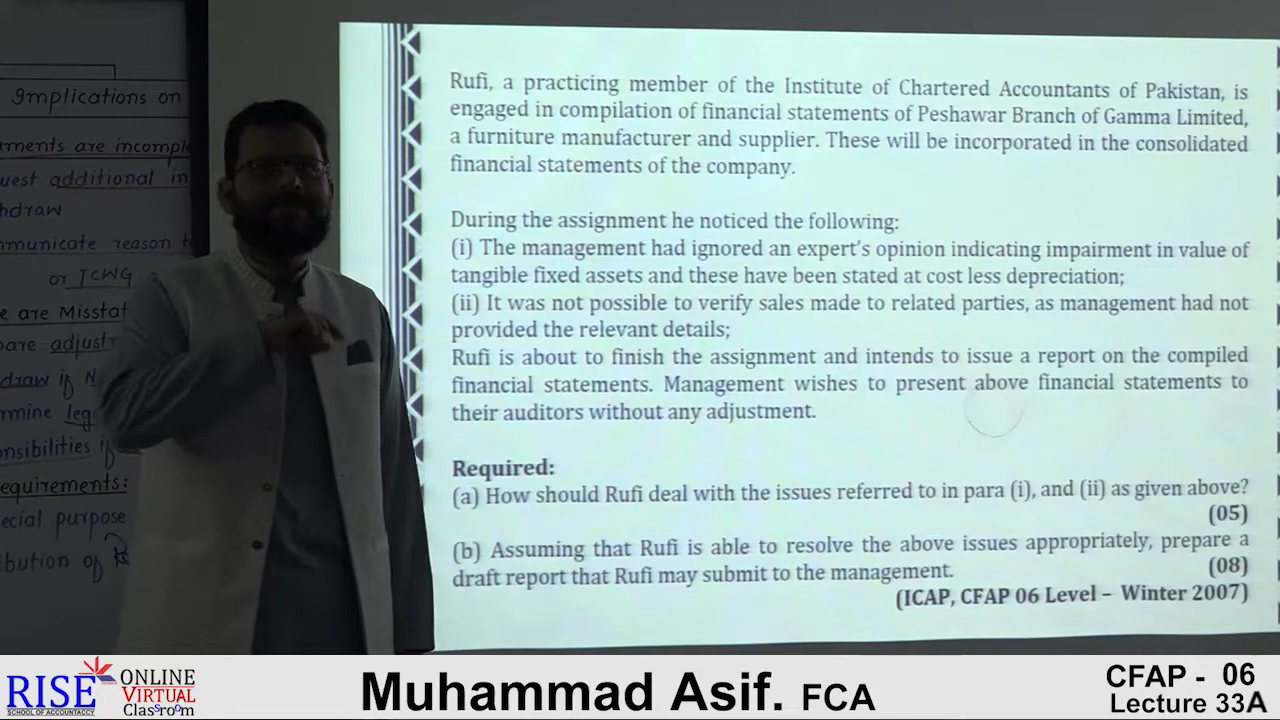 Implications on
ments are incomple
uest additional in
hdraw
mmunicate reason t
or TCWG
e are Misstat
pare adjust
draw if N
rmine leg
onsibilities if
equirements:
ecial purpose
ibution of
Rufi, a practicing member of the Institute of Chartered Accountants of Pakistan, is
engaged in compilation of financial statements of Peshawar Branch of Gamma Limited,
a furniture manufacturer and supplier. These will be incorporated in the consolidated
financial statements of the company.
During the assignment he noticed the following:
(i) The management had ignored an expert's opinion indicating impairment in value of
tangible fixed assets and these have been stated at cost less depreciation;
(ii) It was not possible to verify sales made to related parties, as management had not
provided the relevant details;
Rufi is about to finish the assignment and intends to issue a report on the compiled
financial statements. Management wishes to present above financial statements to
their auditors without any adjustment.
Required:
(a) How should Rufi deal with the issues referred to in para (i), and (ii) as given above?
(05)
(b) Assuming that Rufi is able to resolve the above issues appropriately, prepare a
draft report that Rufi may submit to the management. (08)
(ICAP, CFAP 06 Level – Winter 2007)
RISE
SCHOOL OF ACCOUNTANCY
ONLINE
VIRTUAL
Classroom
Muhammad Asif. FCA
CFAP - 06
Lecture 33A